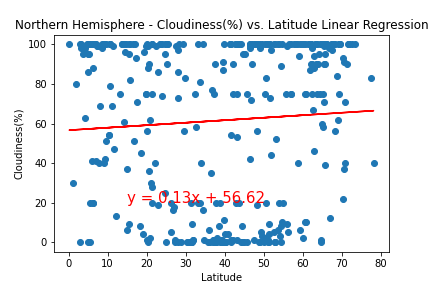 Northern Hemisphere - Cloudiness(%) vs. Latitude Linear Regression
100
80
60
40
20
0
Cloudiness(%)
y = 0.13x + 56.62
0 10 20 30 40 50 60 70 80
Latitude